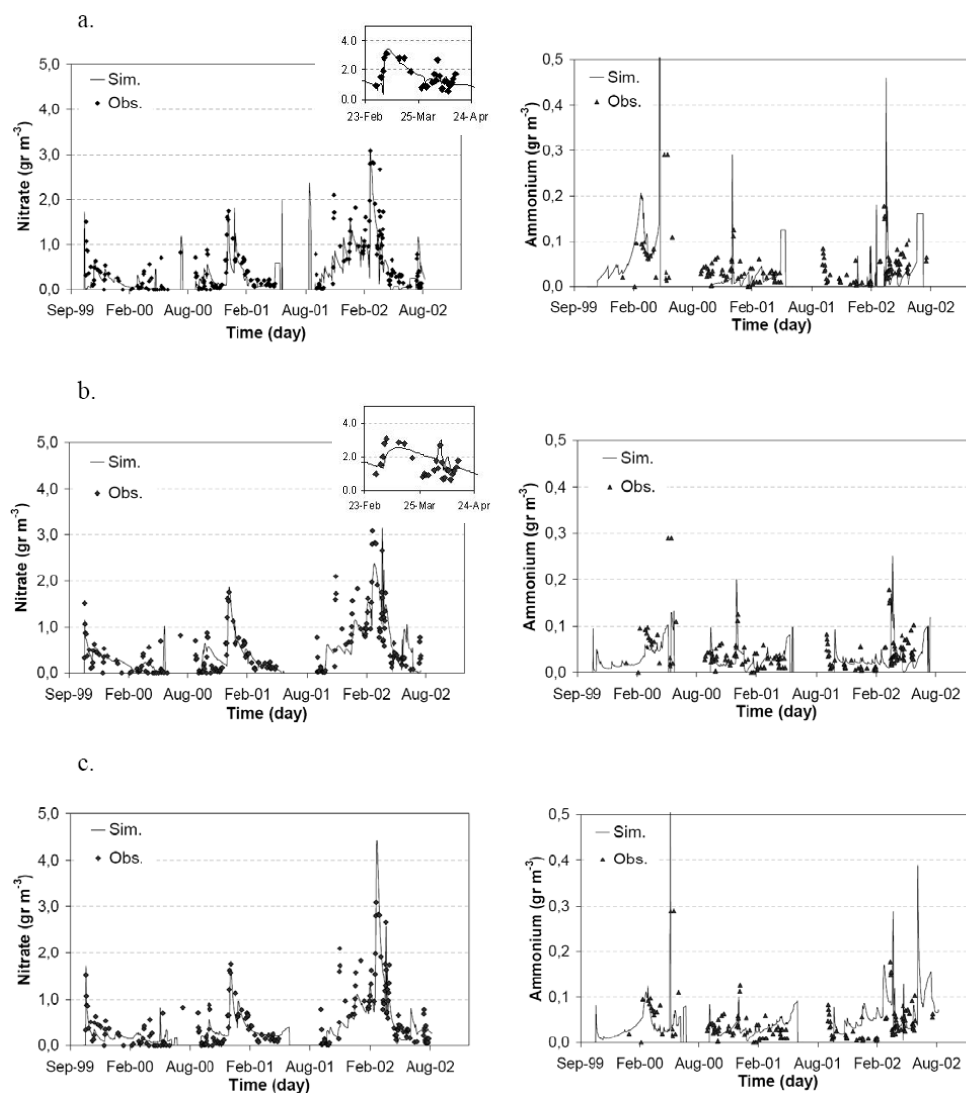 a.
4.0
2.0
0.0
23-Feb 25-Mar 24-Apr
5,0
4,0
3,0
2,0
1,0
0,0
Nitrate (gr m-3)
Sim.
Obs.
Sep-99 Feb-00 Aug-00 Feb-01 Aug-01 Feb-02 Aug-02
Time (day)
0,5
0,4
0,3
0,2
0,1
0,0
Ammonium (gr m-3)
Sim.
Obs.
Sep-99 Feb-00 Aug-00 Feb-01 Aug-01 Feb-02 Aug-02
Time (day)
b.
4.0
2.0
0.0
23-Feb 25-Mar 24-Apr
5,0
4,0
3,0
2,0
1,0
0,0
Nitrate (gr m-3)
Sim.
Obs.
Sep-99 Feb-00 Aug-00 Feb-01 Aug-01 Feb-02 Aug-02
Time (day)
0,5
0,4
0,3
0,2
0,1
0,0
Ammonium (gr m-3)
Sim.
Obs.
Sep-99 Feb-00 Aug-00 Feb-01 Aug-01 Feb-02 Aug-02
Time (day)
c.
5,0
4,0
3,0
2,0
1,0
0,0
Nitrate (gr m-3)
Sim.
Obs.
Sep-99 Feb-00 Aug-00 Feb-01 Aug-01 Feb-02 Aug-02
Time (day)
0,5
0,4
0,3
0,2
0,1
0,0
Ammonium (gr m-3)
Sim.
Obs.
Sep-99 Feb-00 Aug-00 Feb-01 Aug-01 Feb-02 Aug-02
Time (day)